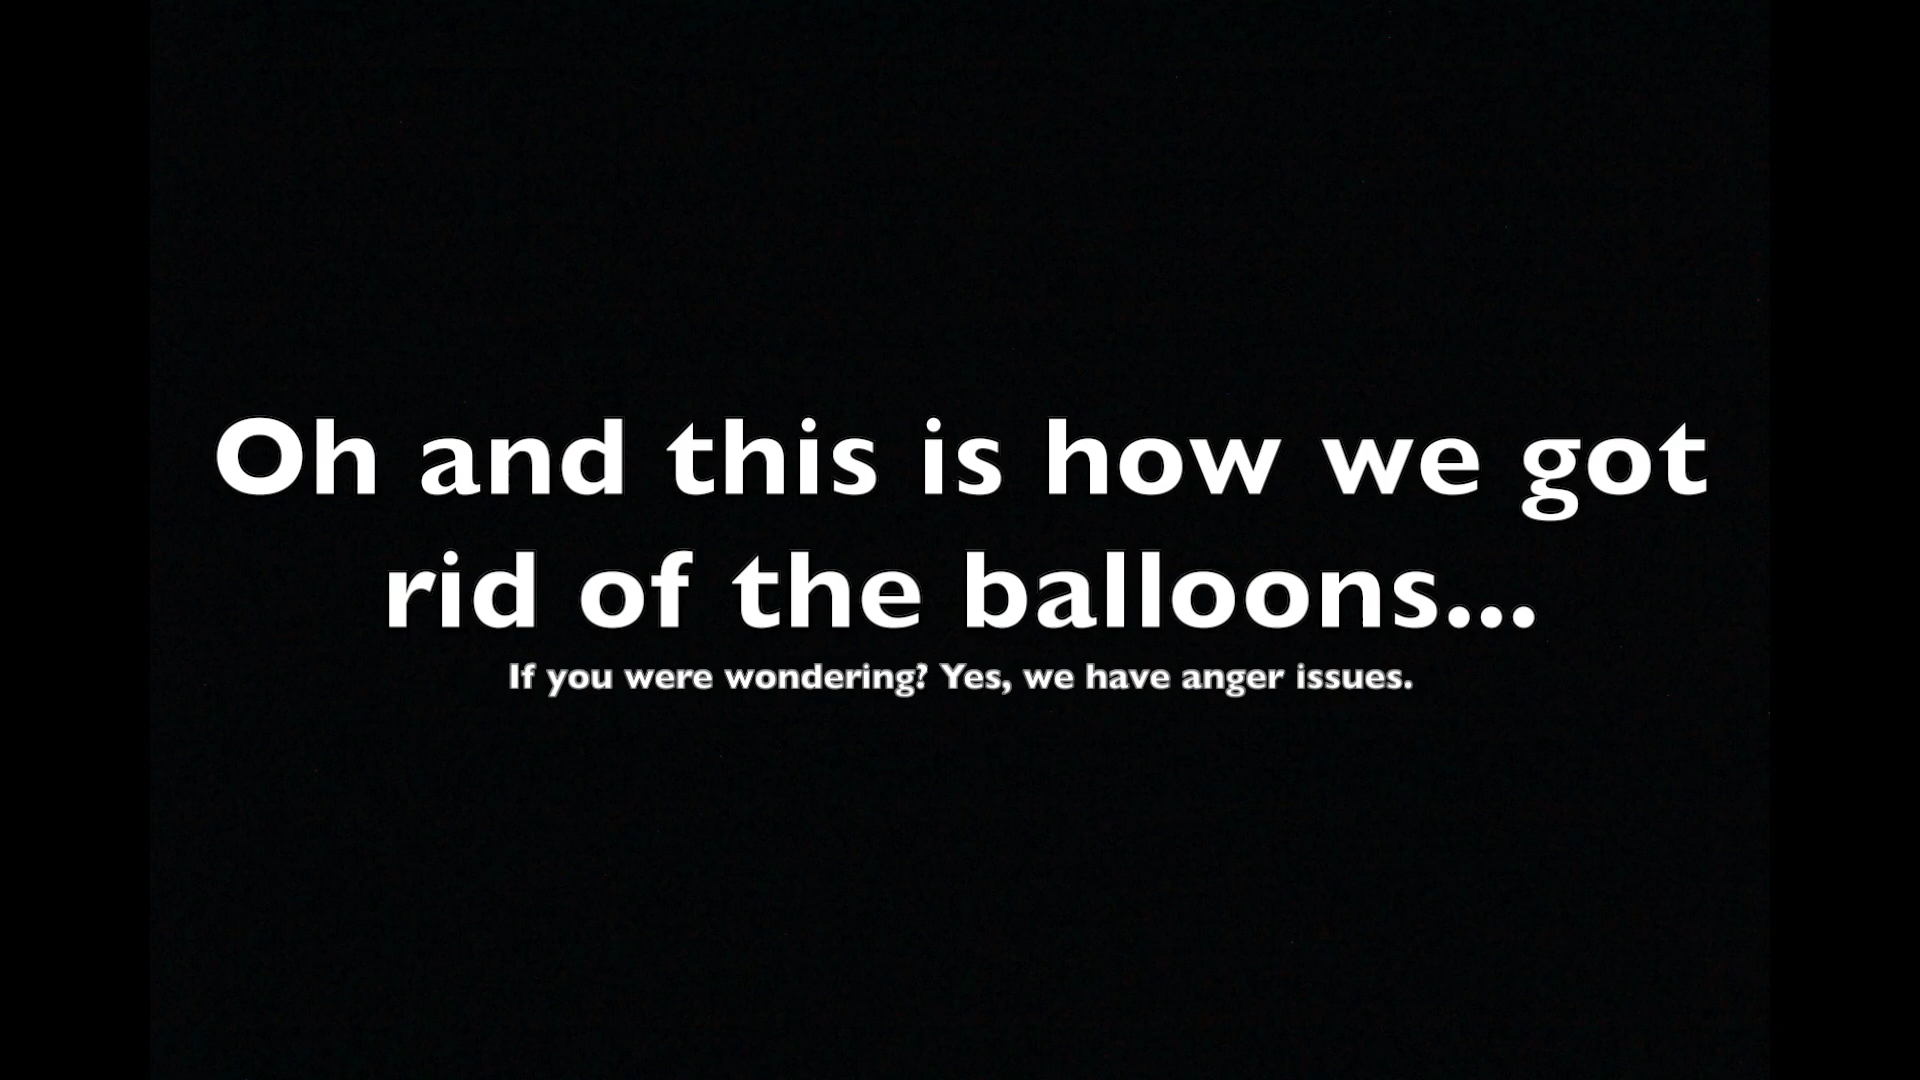 Oh and this is how we got
rid of the balloons...
If you were wondering? Yes, we have anger issues.